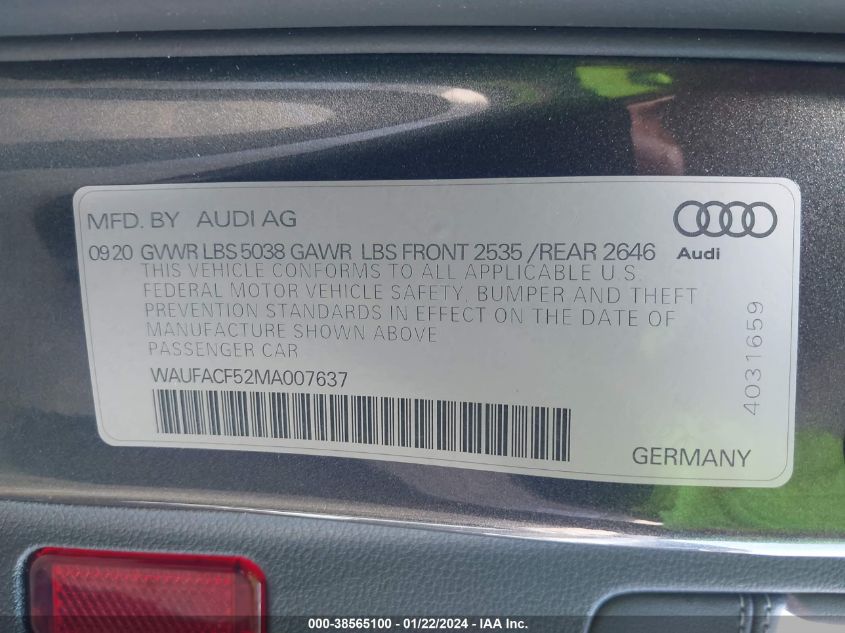 MFD. BY AUDI AG
0920 GVWR LBS 5038 GAWR LBS FRONT 2535 /REAR 2646
Audi
THIS VEHICLE CONFORMS TO ALL APPLICABLE U.S.
FEDERAL MOTOR VEHICLE SAFETY, BUMPER AND THEFT
PREVENTION STANDARDS IN EFFECT ON THE DATE OF
MANUFACTURE SHOWN ABOVE
PASSENGER CAR
WAUFACF52MA007637
4031659
GERMANY
000-38565100 - 01/22/2024 - IAA Inc.